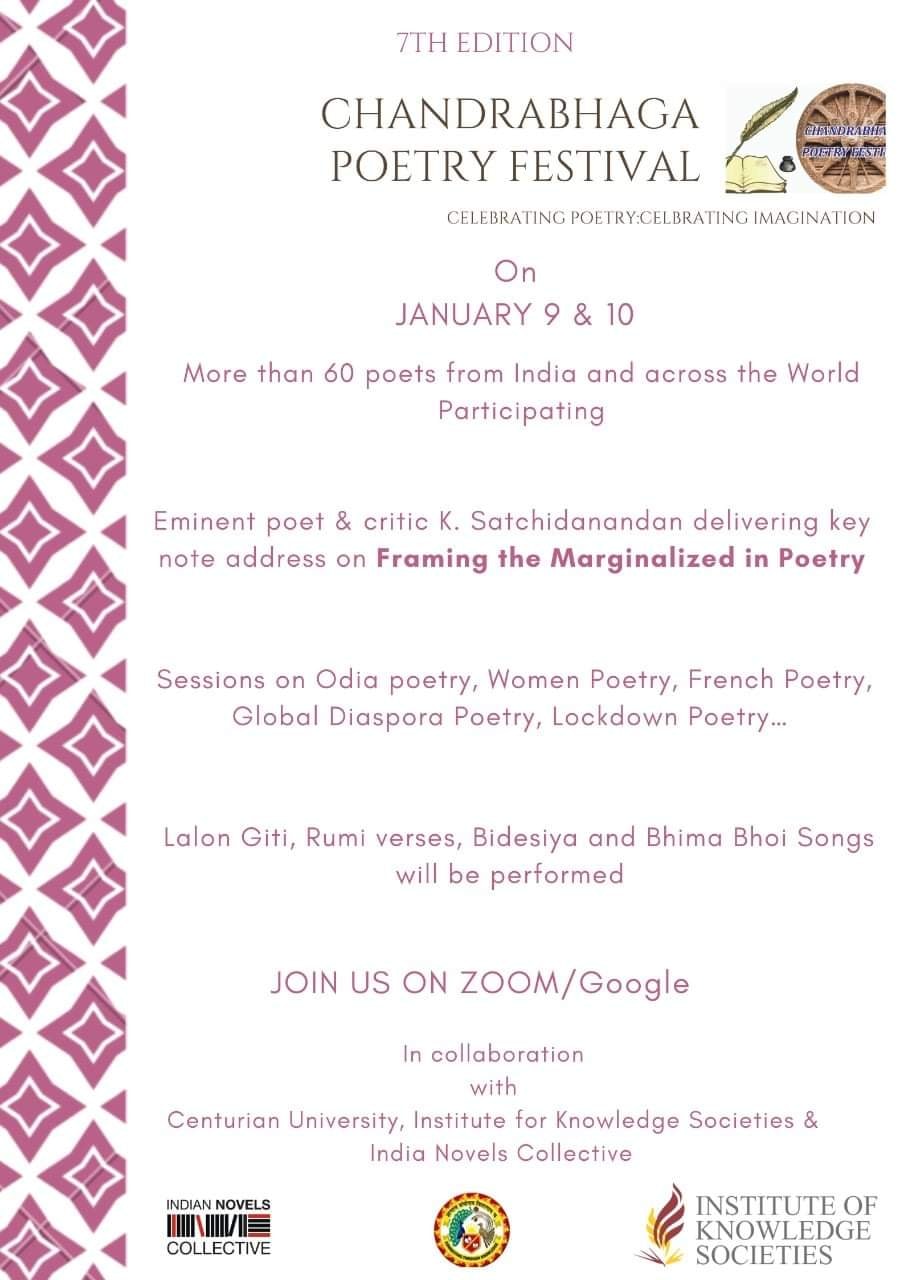 7TH EDITION
CHANDRABHAGA
POETRY FESTIVAL
CHANDRABHA
POETRY FESTI
CELEBRATING POETRY:CELBRATING IMAGINATION
On
JANUARY 9 & 10
More than 60 poets from India and across the World
Participating
Eminent poet & critic K. Satchidanandan delivering key
note address on Framing the Marginalized in Poetry
Sessions on Odia poetry, Women Poetry, French Poetry,
Global Diaspora Poetry, Lockdown Poetry...
Lalon Giti, Rumi verses, Bidesiya and Bhima Bhoi Songs
will be performed
JOIN US ON ZOOM/Google
In collaboration
with
Centurian University, Institute for Knowledge Societies &
India Novels Collective
INDIAN NOVELS
COLLECTIVE
INSTITUTE OF
KNOWLEDGE
SOCIETIES